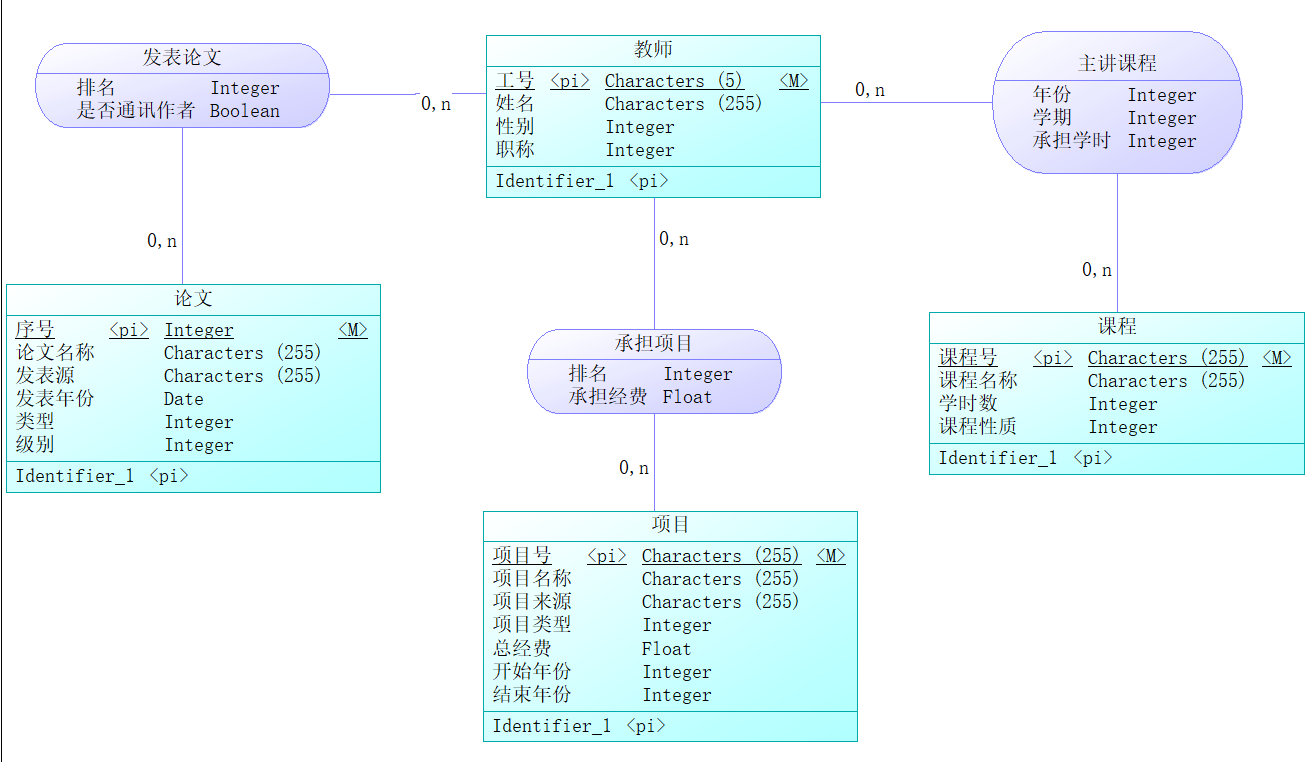 发表论文
排名 Integer
是否通讯作者 Boolean
0,n
教师
工号 <pi> Characters (5) <M>
姓名 Characters (255)
性别 Integer
职称 Integer
Identifier_1 <pi>
0,n
主讲课程
年份 Integer
学期 Integer
承担学时 Integer
0,n
0,n
0,n
论文
序号 <pi> Integer <M>
论文名称 Characters (255)
发表源 Characters (255)
发表年份 Date
类型 Integer
级别 Integer
Identifier_1 <pi>
承担项目
排名 Integer
承担经费 Float
0,n
课程
课程号 <pi> Characters (255) <M>
课程名称 Characters (255)
学时数 Integer
课程性质 Integer
Identifier_1 <pi>
项目
项目号 <pi> Characters (255) <M>
项目名称 Characters (255)
项目来源 Characters (255)
项目类型 Integer
总经费 Float
开始年份 Integer
结束年份 Integer
Identifier_1 <pi>